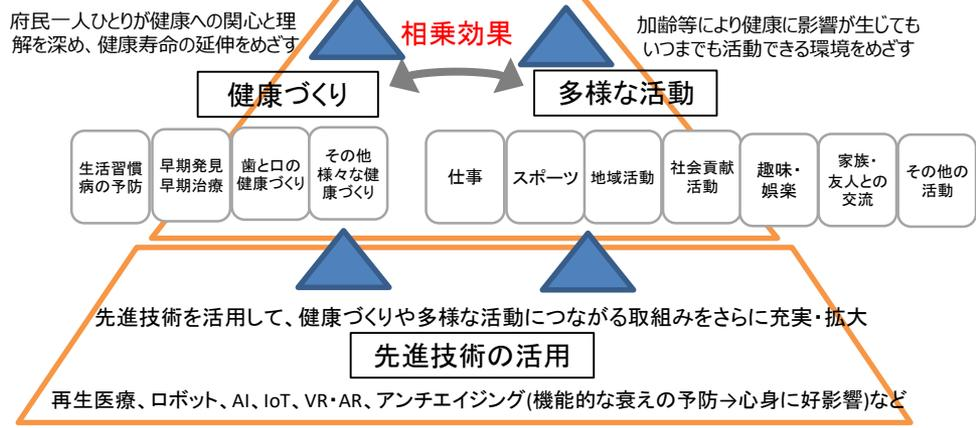 府民一人ひとりが健康への関心と理
解を深め、健康寿命の延伸をめざす
相乗効果
加齢等により健康に影響が生じても
いつまでも活動できる環境をめざす
健康づくり
多様な活動
生活習慣
病の予防
早期発見
早期治療
歯と口の
健康づくり
その他
様々な健
康づくり
仕事
スポーツ
地域活動
社会貢献
活動
趣味・
娯楽
家族・
友人との
交流
その他の
活動
先進技術を活用して、健康づくりや多様な活動につながる取組みをさらに充実・拡大
先進技術の活用
再生医療、ロボット、AI、IoT、VR・AR、アンチエイジング(機能的な衰えの予防→心身に好影響)など